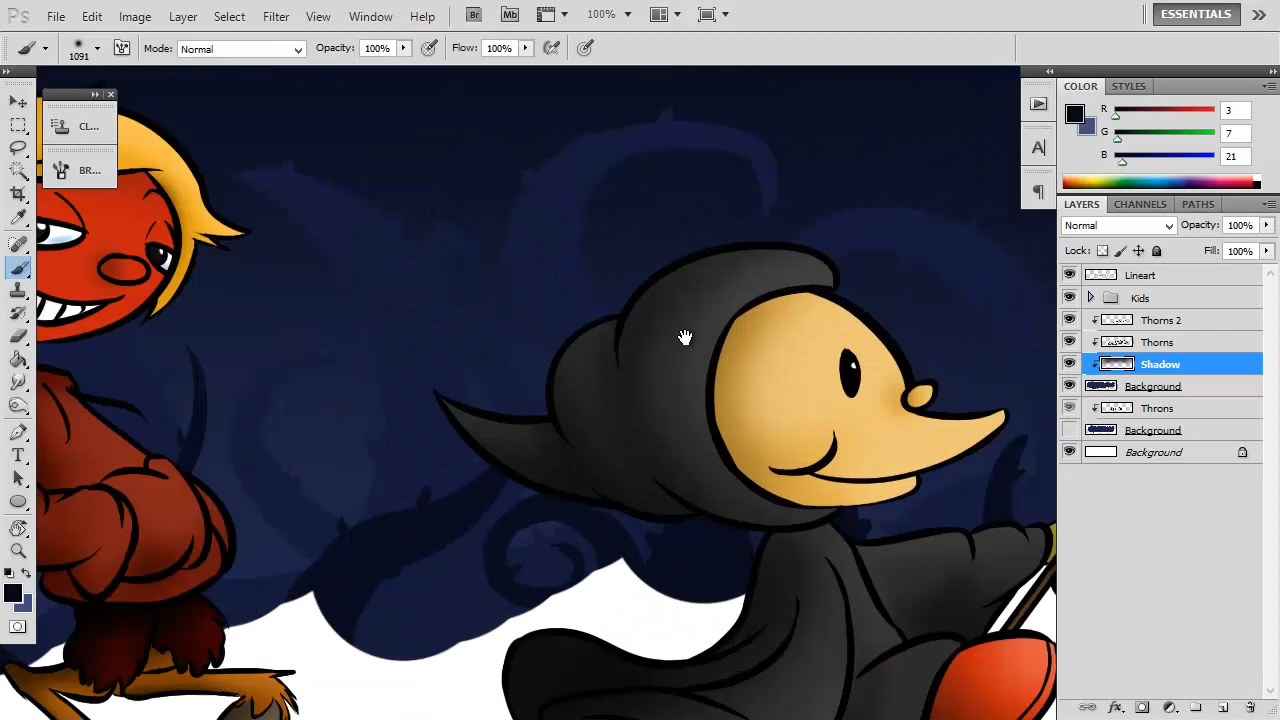 Ps File Edit Image Layer Select Filter View Window Help Br Mb 100% ESSENTIALS
1091 Mode: Normal Opacity: 100% Flow: 100%
COLOR STYLES
R 3
G 7
B 21
CL...
BR...
A
LAYERS CHANNELS PATHS
Normal Opacity: 100%
Lock: Fill: 100%
Lineart
Kids
Thorns 2
Thorns
Shadow
Background
Throns
Background
Background
T
fx